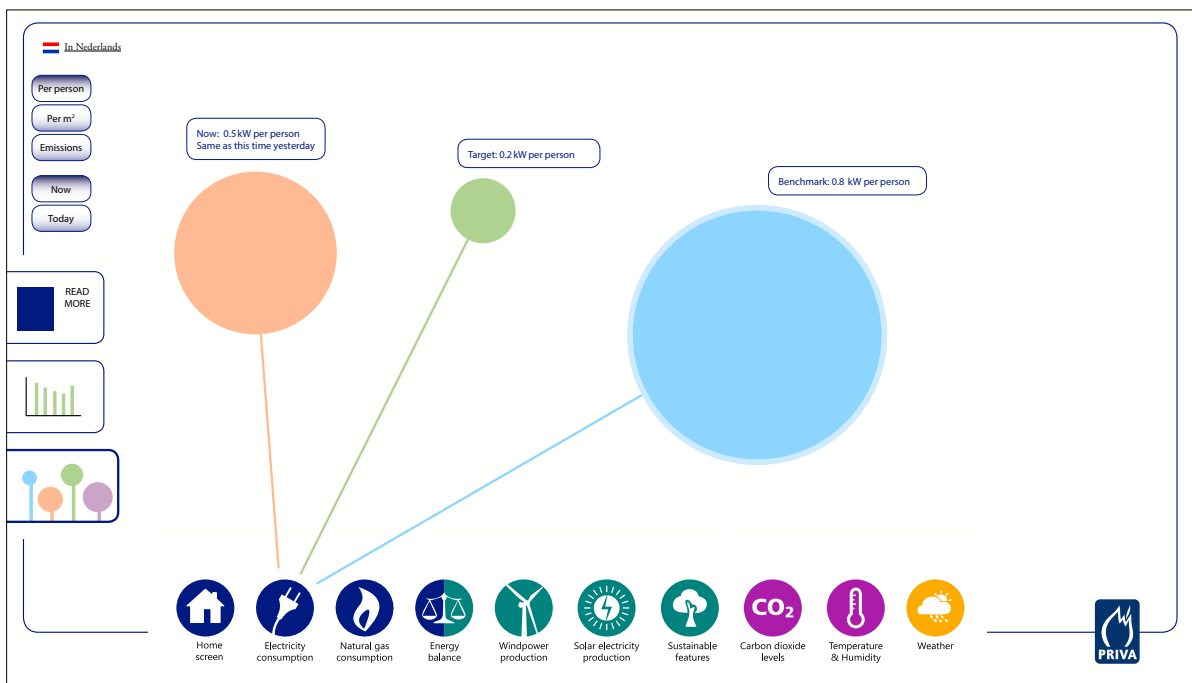 In Nederlands
Per person
Per m²
Emissions
Now
Today
READ
MORE
Now: 0.5 kW per person
Same as this time yesterday
Target: 0.2 kW per person
Benchmark: 0.8 kW per person
Home
screen
Electricity
consumption
Natural gas
consumption
Energy
balance
Windpower
production
Solar electricity
production
Sustainable
features
CO₂
Carbon dioxide
levels
Temperature
& Humidity
Weather
PRIVA